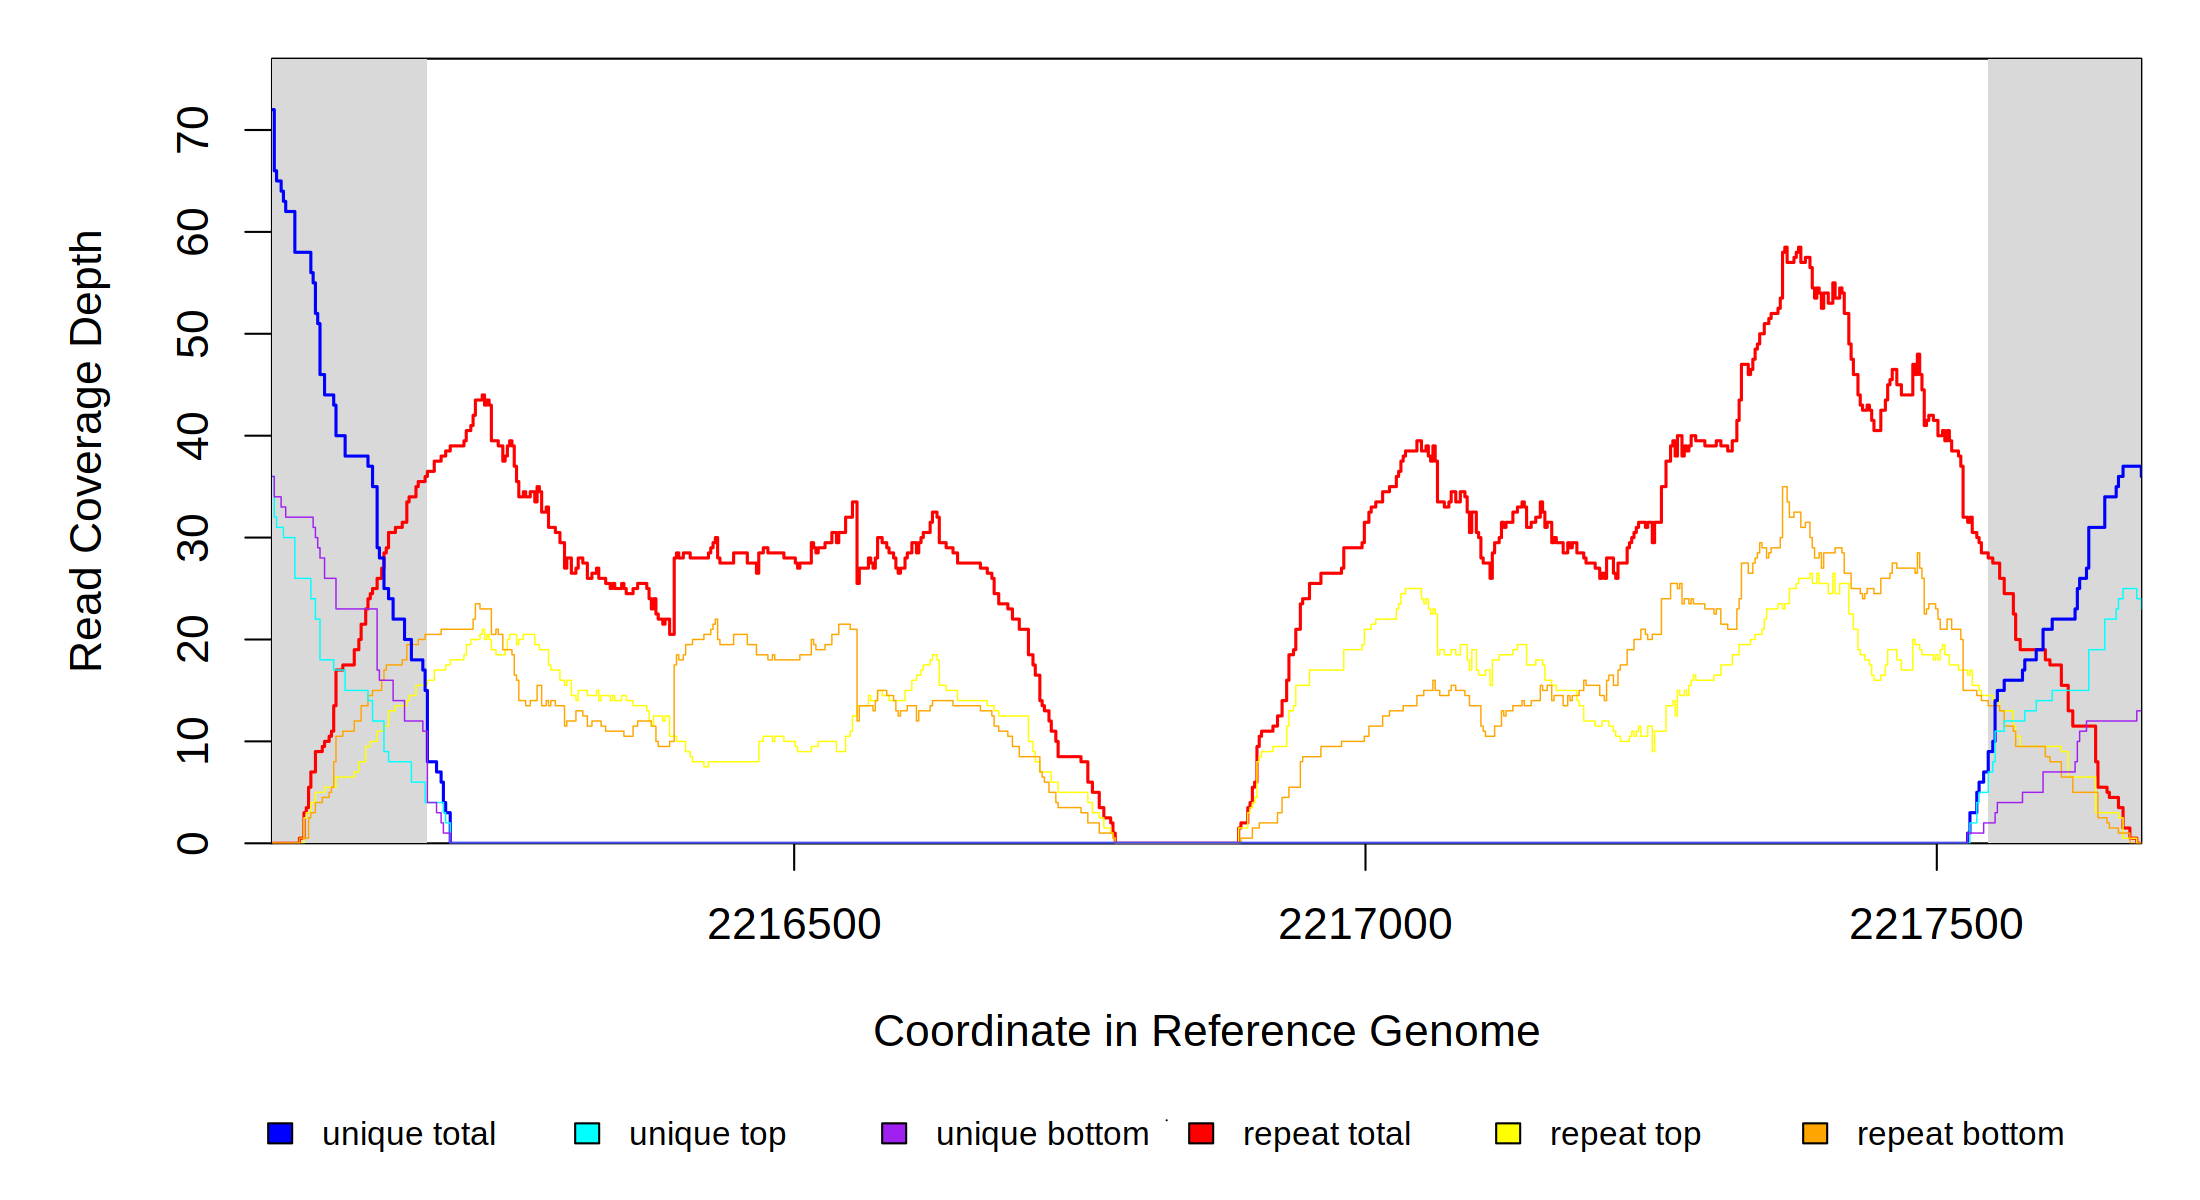 Read Coverage Depth
70
60
50
40
30
20
10
0
2216500 2217000 2217500
Coordinate in Reference Genome
unique total unique top unique bottom repeat total repeat top repeat bottom